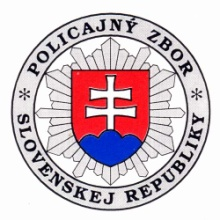 POLICAJNÝ ZBOR
SLOVENSKEJ REPUBLIKY